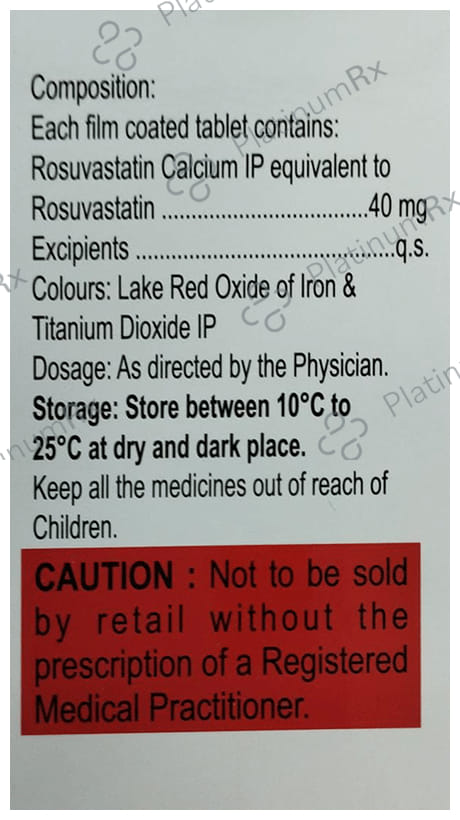 Composition:
Each film coated tablet contains:
Rosuvastatin Calcium IP equivalent to
Rosuvastatin ...................................40 mg
Excipients ............................................q.s.
Colours: Lake Red Oxide of Iron &
Titanium Dioxide IP
Dosage: As directed by the Physician.
Storage: Store between 10°C to
25°C at dry and dark place.
Keep all the medicines out of reach of
Children.
CAUTION : Not to be sold
by retail without the
prescription of a Registered
Medical Practitioner.
PlatinumRx
PlatinumRx